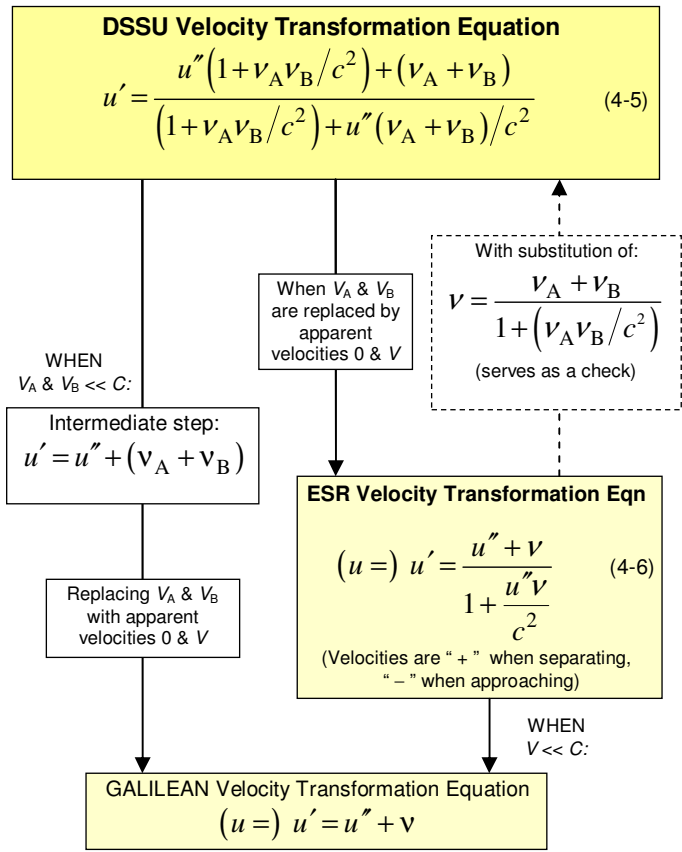 DSSU Velocity Transformation Equation
u′ = (u″(1+ν_Aν_B/c²)+(ν_A+ν_B)) / ((1+ν_Aν_B/c²)+u″(ν_A+ν_B)/c²) (4-5)
With substitution of:
ν = (ν_A + ν_B) / (1+(ν_Aν_B/c²))
(serves as a check)
When V_A & V_B
are replaced by
apparent
velocities 0 & V
WHEN
V_A & V_B << C:
Intermediate step:
u′ = u″ + (ν_A + ν_B)
ESR Velocity Transformation Eqn
(u =) u′ = (u″ + ν) / (1 + u″ν/c²) (4-6)
(Velocities are “ + ” when separating,
“ – ” when approaching)
Replacing V_A & V_B
with apparent
velocities 0 & V
WHEN
V << C:
GALILEAN Velocity Transformation Equation
(u =) u′ = u″ + ν